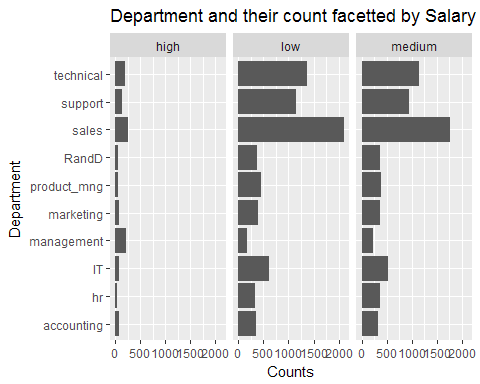 Department and their count facetted by Salary
high low medium
technical
support
sales
RandD
product_mng
marketing
management
IT
hr
accounting
Department
0 500 1000 1500 2000 0 500 1000 1500 2000 0 500 1000 1500 2000
Counts